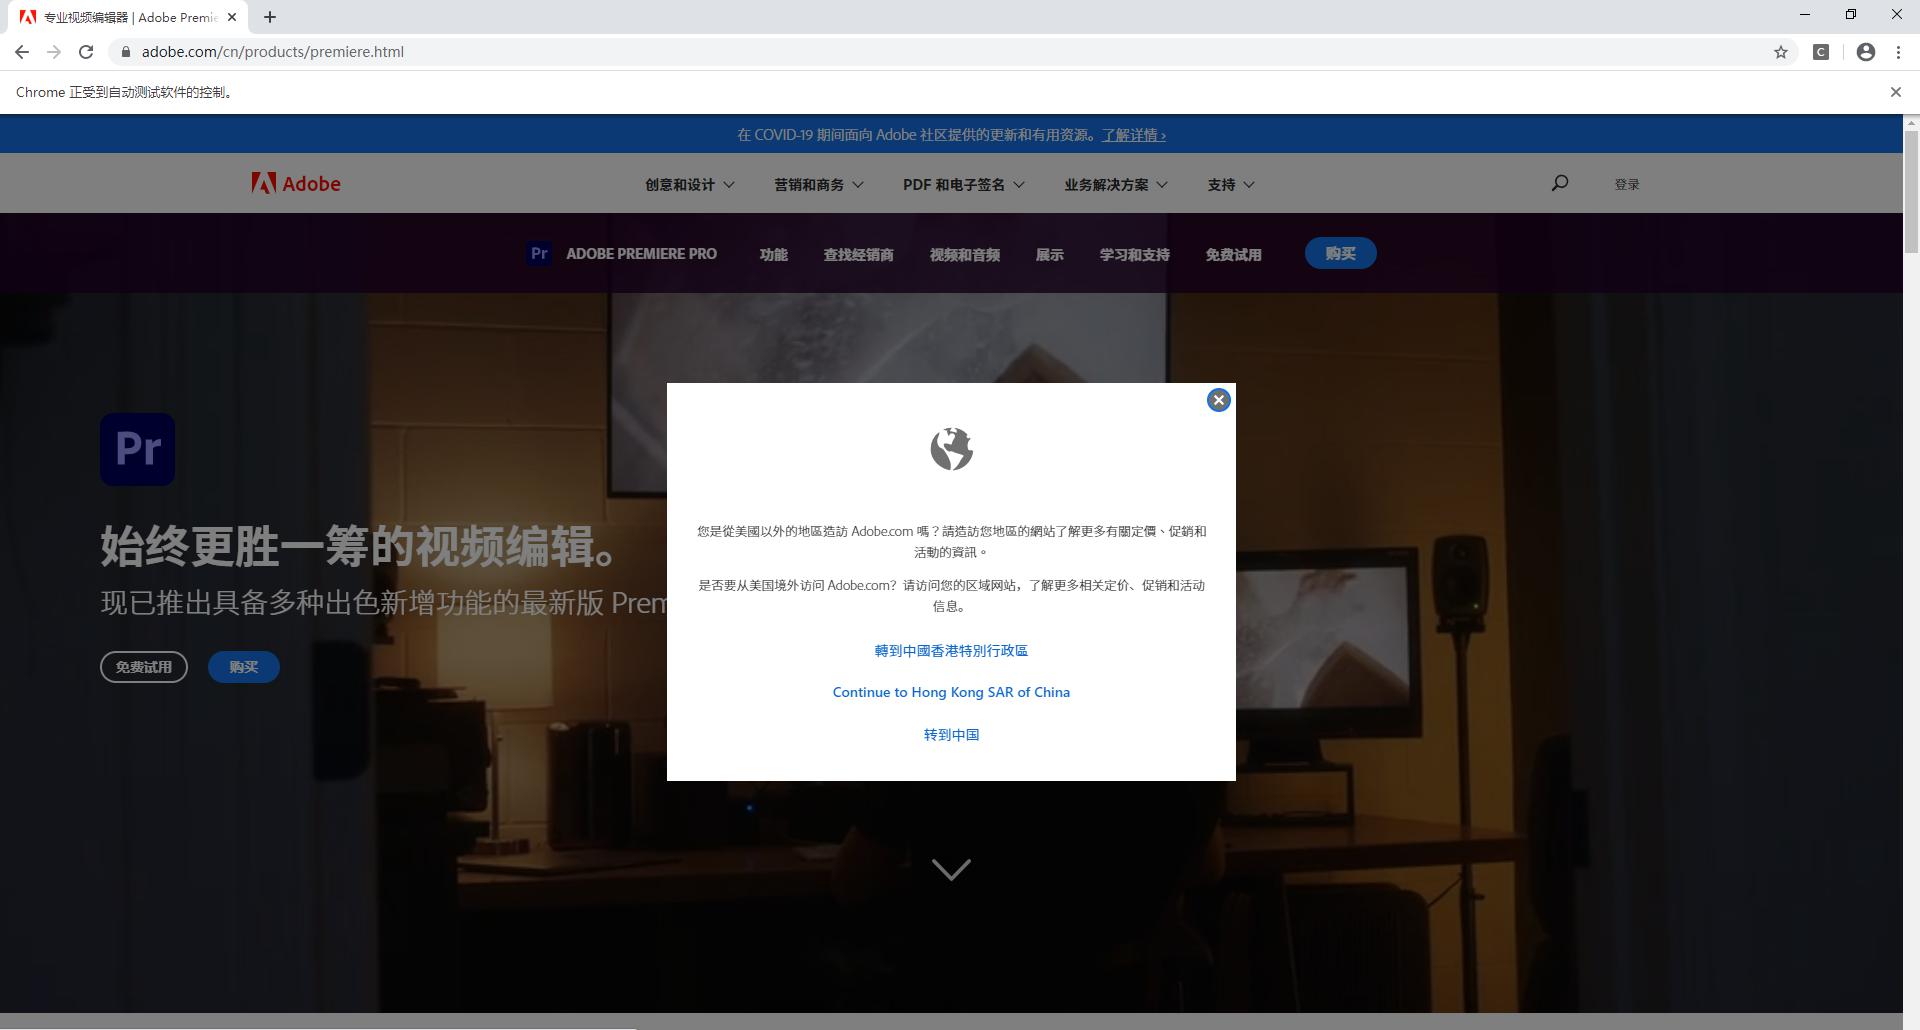 专业视频编辑器 | Adobe Premie
adobe.com/cn/products/premiere.html
C
Chrome 正受到自动测试软件的控制。
在 COVID-19 期间面向 Adobe 社区提供的更新和有用资源。了解详情 ›
Adobe 创意和设计 营销和商务 PDF 和电子签名 业务解决方案 支持 登录
Pr ADOBE PREMIERE PRO 功能 查找经销商 视频和音频 展示 学习和支持 免费试用 购买
Pr
始终更胜一筹的视频编辑。
现已推出具备多种出色新增功能的最新版 Prem
免费试用 购买
您是從美國以外的地區造訪 Adobe.com 嗎？請造訪您地區的網站了解更多有關定價、促銷和
活動的資訊。
是否要从美国境外访问 Adobe.com？请访问您的区域网站，了解更多相关定价、促销和活动
信息。
轉到中國香港特別行政區
Continue to Hong Kong SAR of China
转到中国